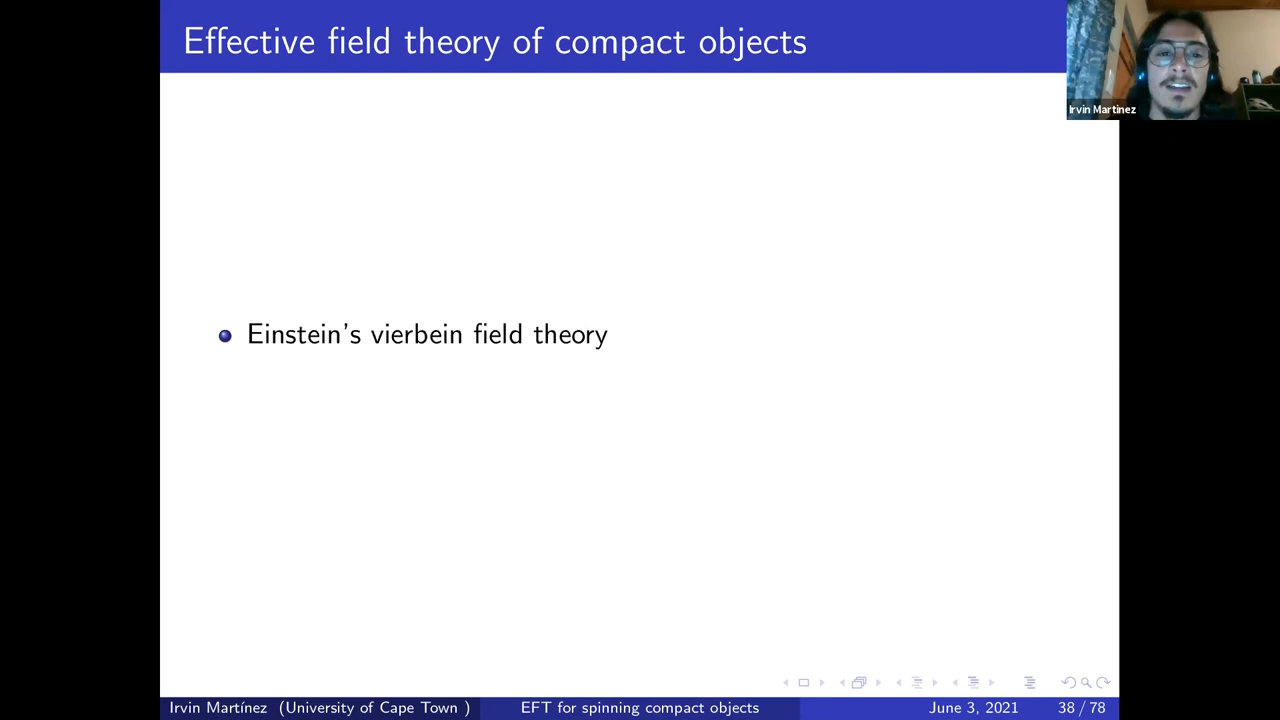 Effective field theory of compact objects
Irvin Martinez
Einstein's vierbein field theory
Irvin Martínez (University of Cape Town )
EFT for spinning compact objects
June 3, 2021
38 / 78